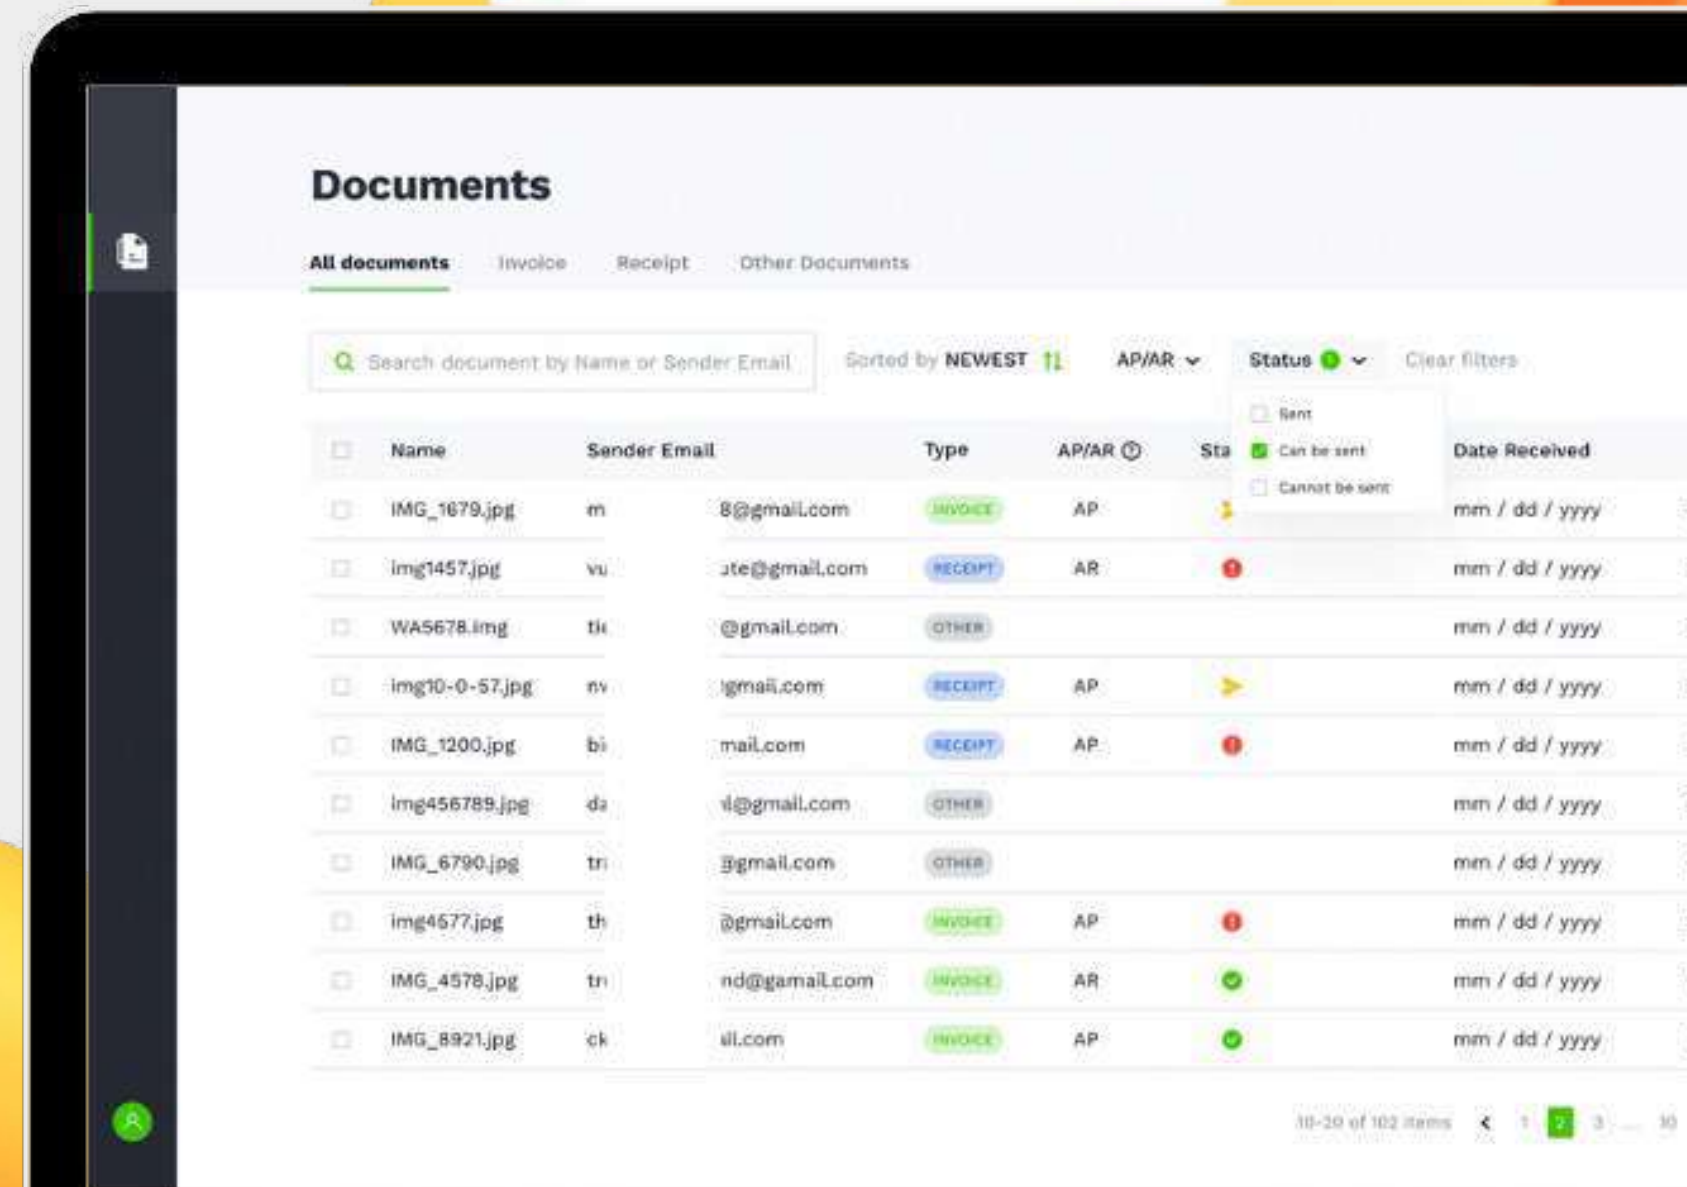 Documents
All documents Invoice Receipt Other Documents
Search document by Name or Sender Email Sorted by NEWEST AP/AR Status Clear filters
Sent
Can be sent
Cannot be sent
Name Sender Email Type AP/AR Sta Date Received
IMG_1679.jpg m 8@gmail.com INVOICE AP mm / dd / yyyy
img1457.jpg vu ute@gmail.com RECEIPT AR mm / dd / yyyy
WA5678.img tie @gmail.com OTHER mm / dd / yyyy
img10-0-57.jpg nv gmail.com RECEIPT AP mm / dd / yyyy
IMG_1200.jpg bi mail.com RECEIPT AP mm / dd / yyyy
img456789.jpg da @gmail.com OTHER mm / dd / yyyy
IMG_6790.jpg tr @gmail.com OTHER mm / dd / yyyy
img4577.jpg th @gmail.com INVOICE AP mm / dd / yyyy
IMG_4578.jpg tr nd@gamail.com INVOICE AR mm / dd / yyyy
IMG_8921.jpg ck il.com INVOICE AP mm / dd / yyyy
10-20 of 102 items 1 2 3 ... 10